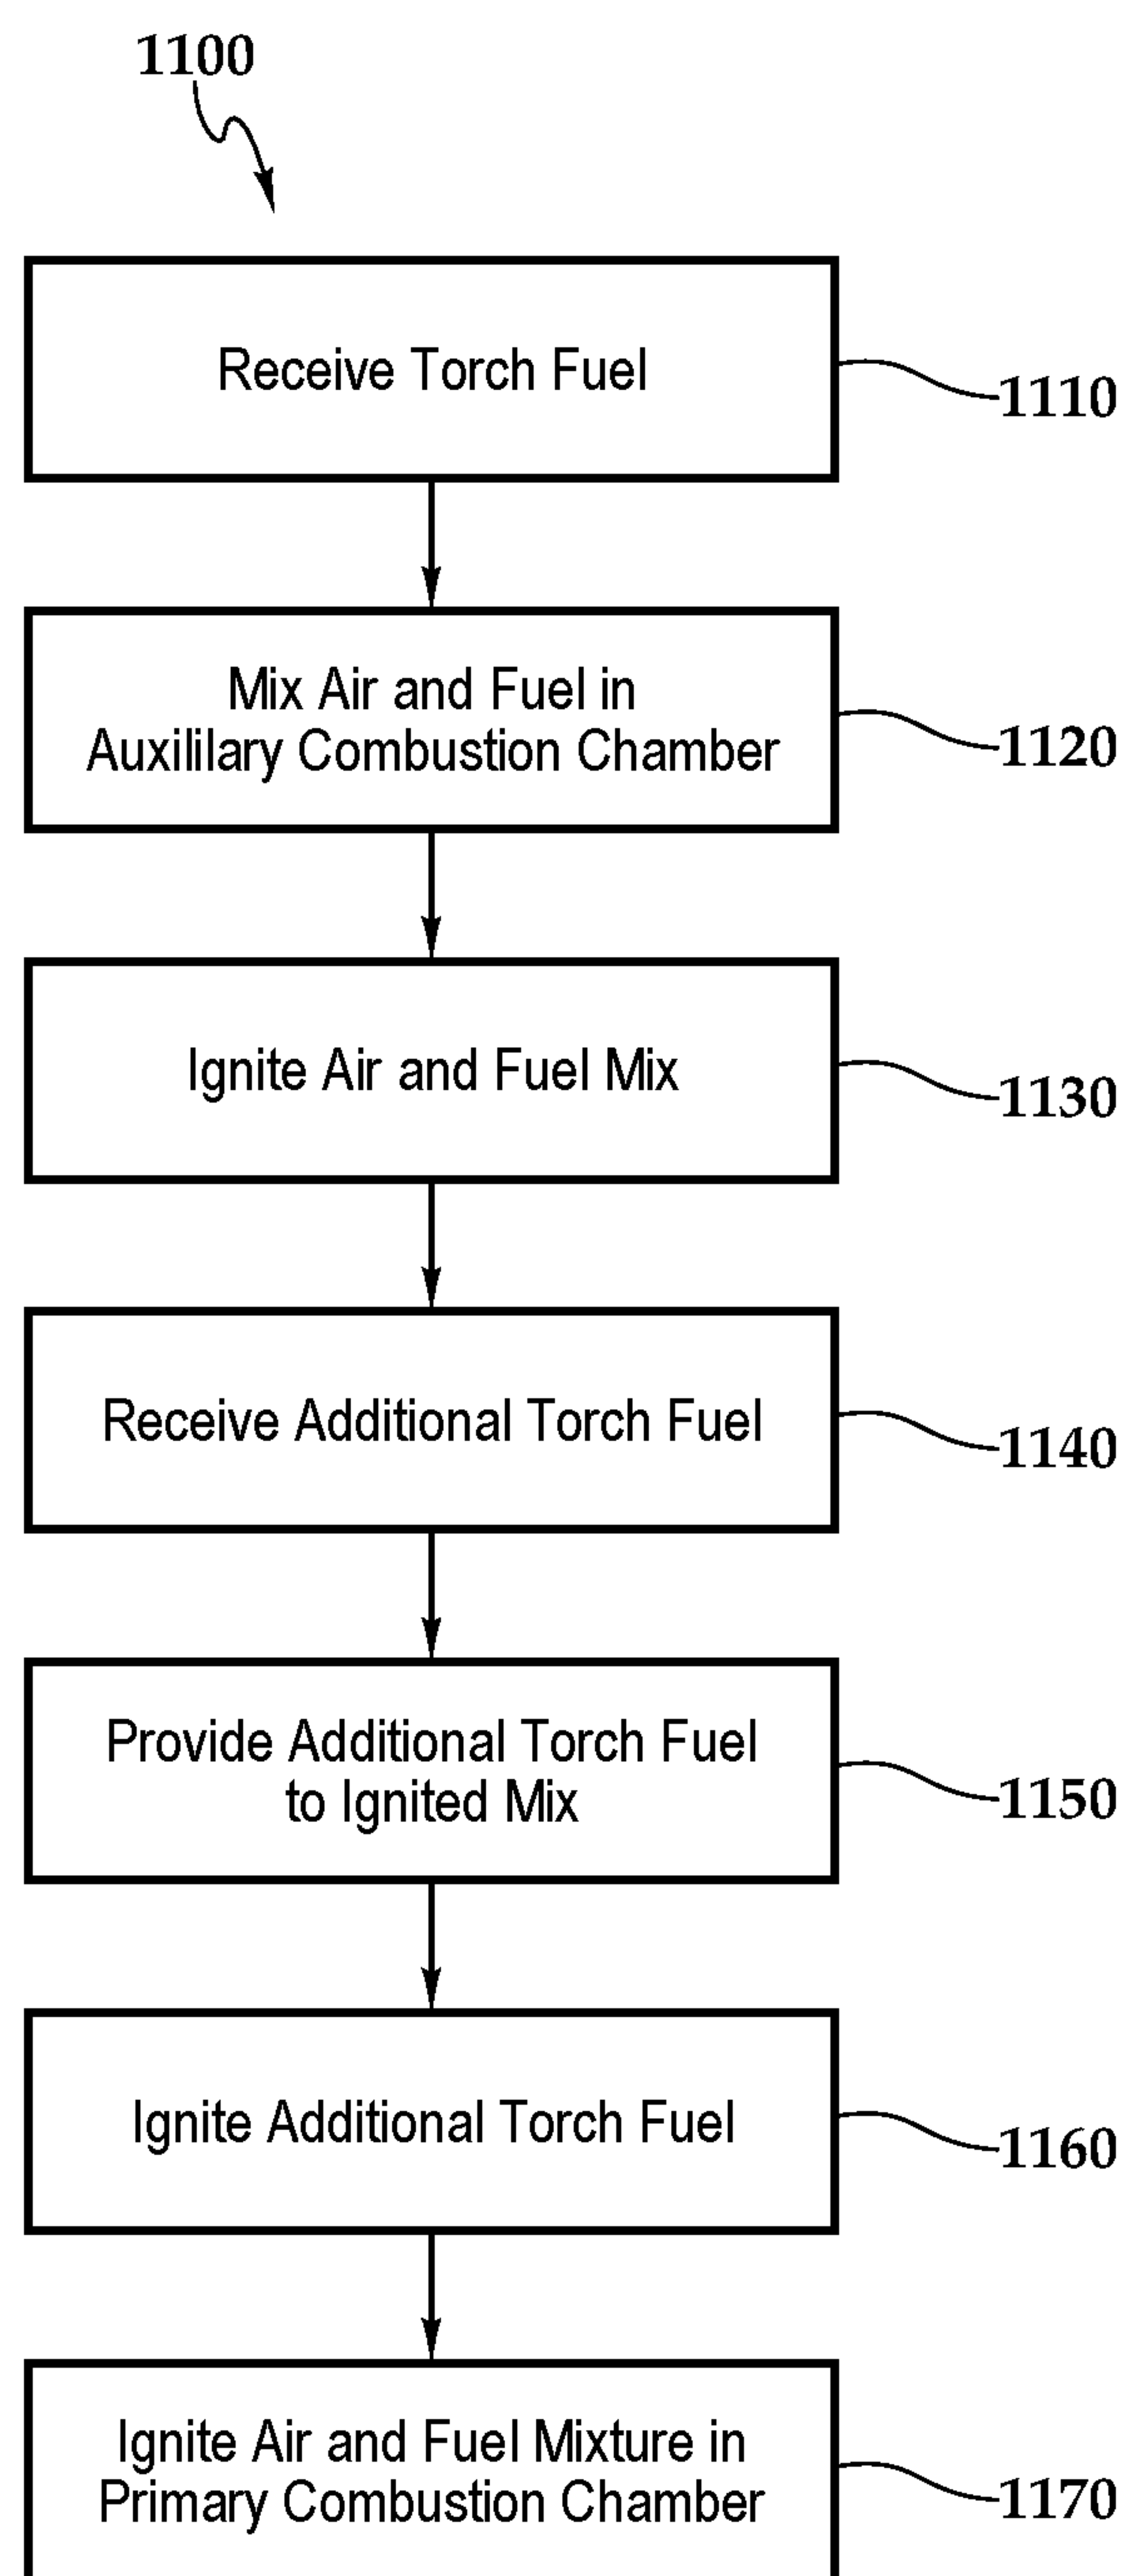 1100
Receive Torch Fuel
1110
Mix Air and Fuel in
Auxililary Combustion Chamber
1120
Ignite Air and Fuel Mix
1130
Receive Additional Torch Fuel
1140
Provide Additional Torch Fuel
to Ignited Mix
1150
Ignite Additional Torch Fuel
1160
Ignite Air and Fuel Mixture in
Primary Combustion Chamber
1170